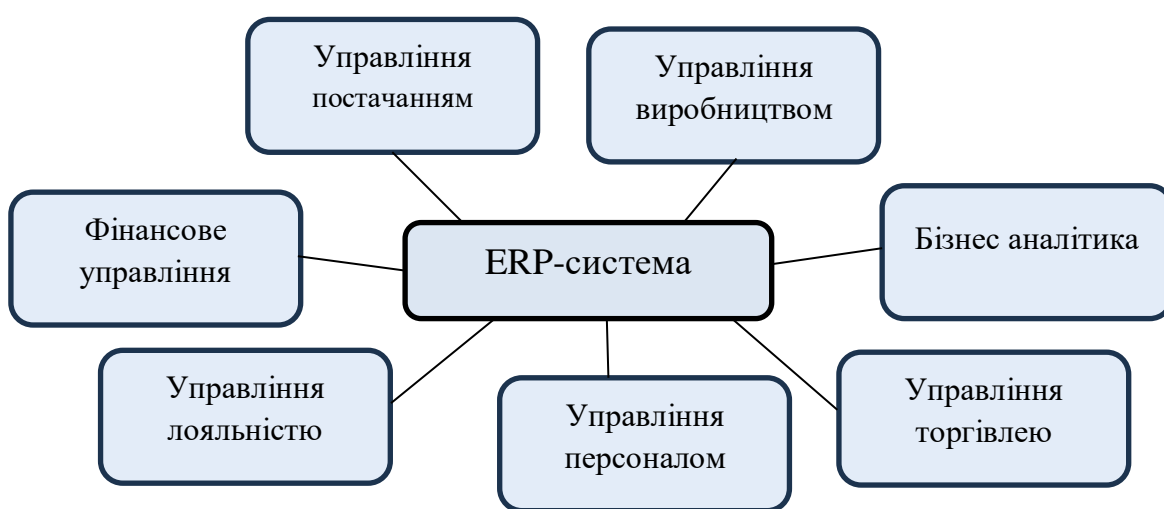 Управління
постачанням
Управління
виробництвом
Фінансове
управління
ERP-система
Бізнес аналітика
Управління
лояльністю
Управління
персоналом
Управління
торгівлею